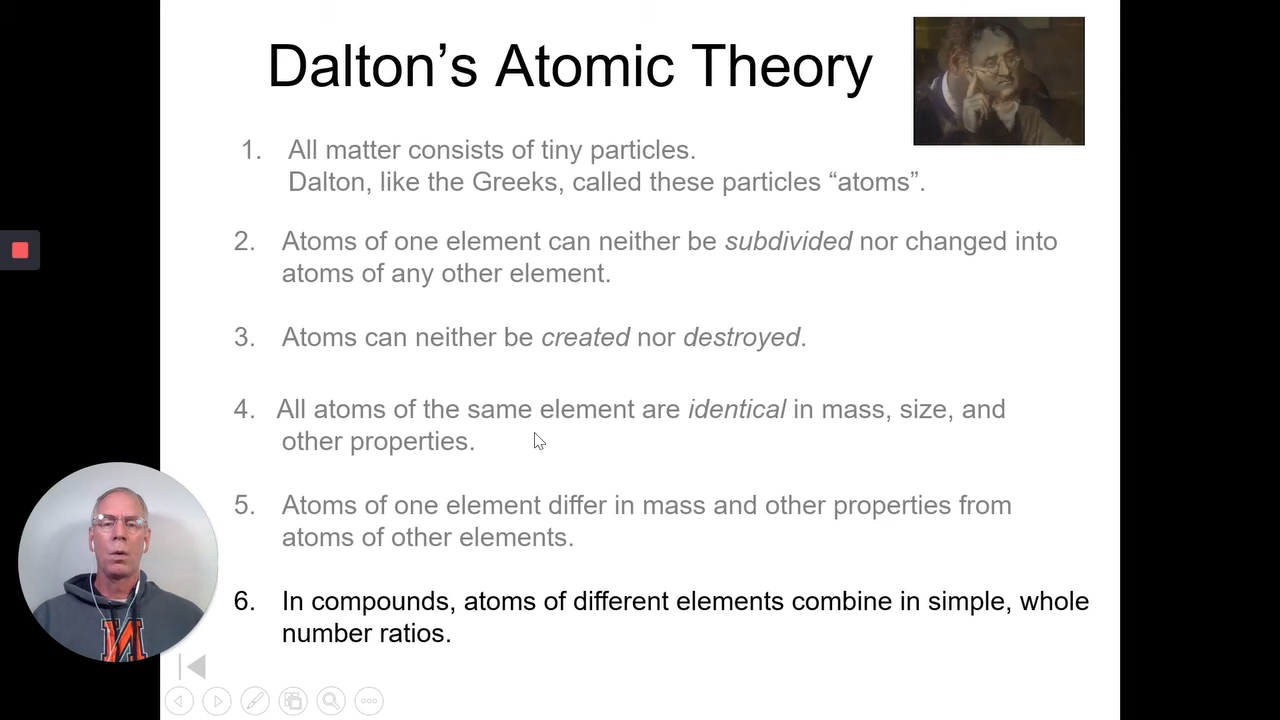 Dalton’s Atomic Theory
1. All matter consists of tiny particles.
Dalton, like the Greeks, called these particles “atoms”.
2. Atoms of one element can neither be subdivided nor changed into
atoms of any other element.
3. Atoms can neither be created nor destroyed.
4. All atoms of the same element are identical in mass, size, and
other properties.
5. Atoms of one element differ in mass and other properties from
atoms of other elements.
6. In compounds, atoms of different elements combine in simple, whole
number ratios.
N